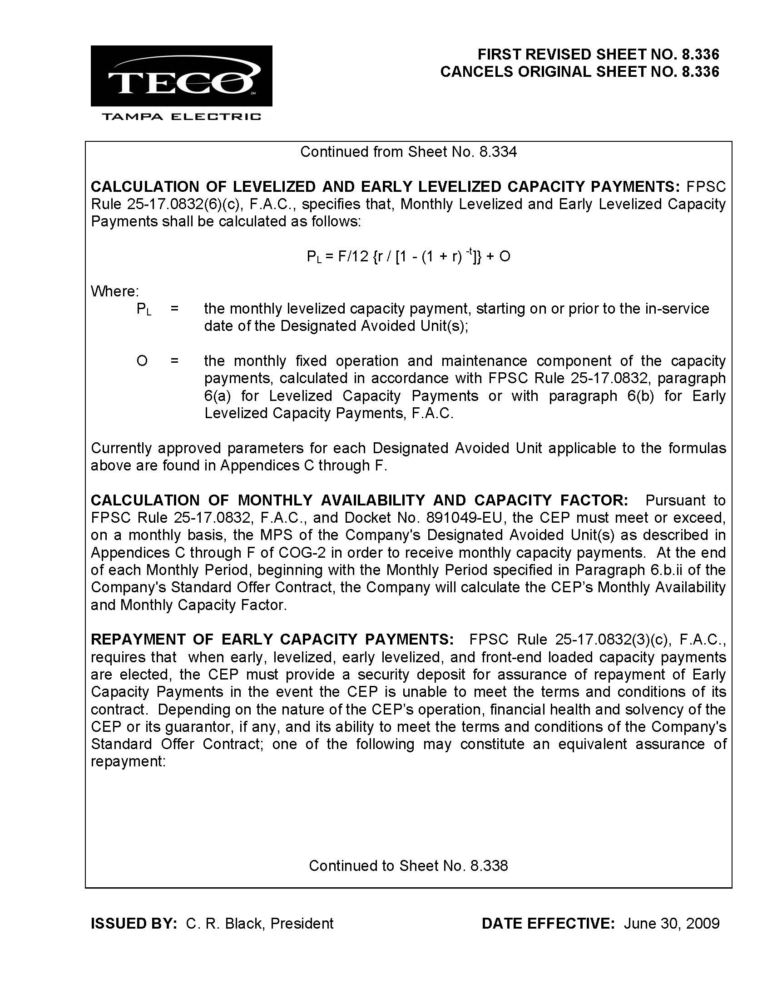 FIRST REVISED SHEET NO. 8.336
CANCELS ORIGINAL SHEET NO. 8.336
TECO
SM
TAMPA ELECTRIC
Continued from Sheet No. 8.334
CALCULATION OF LEVELIZED AND EARLY LEVELIZED CAPACITY PAYMENTS: FPSC
Rule 25-17.0832(6)(c), F.A.C., specifies that, Monthly Levelized and Early Levelized Capacity
Payments shall be calculated as follows:
PL = F/12 {r / [1 - (1 + r) -t]} + O
Where:
PL = the monthly levelized capacity payment, starting on or prior to the in-service
date of the Designated Avoided Unit(s);
O = the monthly fixed operation and maintenance component of the capacity
payments, calculated in accordance with FPSC Rule 25-17.0832, paragraph
6(a) for Levelized Capacity Payments or with paragraph 6(b) for Early
Levelized Capacity Payments, F.A.C.
Currently approved parameters for each Designated Avoided Unit applicable to the formulas
above are found in Appendices C through F.
CALCULATION OF MONTHLY AVAILABILITY AND CAPACITY FACTOR: Pursuant to
FPSC Rule 25-17.0832, F.A.C., and Docket No. 891049-EU, the CEP must meet or exceed,
on a monthly basis, the MPS of the Company's Designated Avoided Unit(s) as described in
Appendices C through F of COG-2 in order to receive monthly capacity payments. At the end
of each Monthly Period, beginning with the Monthly Period specified in Paragraph 6.b.ii of the
Company's Standard Offer Contract, the Company will calculate the CEP’s Monthly Availability
and Monthly Capacity Factor.
REPAYMENT OF EARLY CAPACITY PAYMENTS: FPSC Rule 25-17.0832(3)(c), F.A.C.,
requires that when early, levelized, early levelized, and front-end loaded capacity payments
are elected, the CEP must provide a security deposit for assurance of repayment of Early
Capacity Payments in the event the CEP is unable to meet the terms and conditions of its
contract. Depending on the nature of the CEP’s operation, financial health and solvency of the
CEP or its guarantor, if any, and its ability to meet the terms and conditions of the Company's
Standard Offer Contract; one of the following may constitute an equivalent assurance of
repayment:
Continued to Sheet No. 8.338
ISSUED BY: C. R. Black, President
DATE EFFECTIVE: June 30, 2009